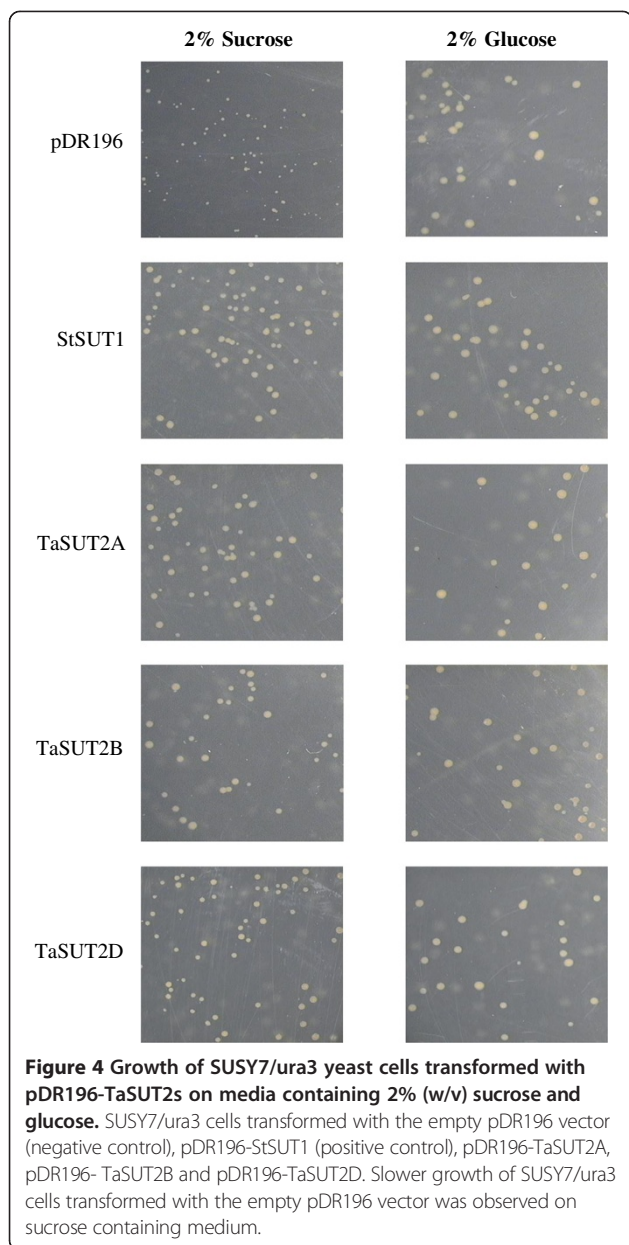 2% Sucrose 2% Glucose
pDR196
StSUT1
TaSUT2A
TaSUT2B
TaSUT2D
Figure 4 Growth of SUSY7/ura3 yeast cells transformed with
pDR196-TaSUT2s on media containing 2% (w/v) sucrose and
glucose. SUSY7/ura3 cells transformed with the empty pDR196 vector
(negative control), pDR196-StSUT1 (positive control), pDR196-TaSUT2A,
pDR196- TaSUT2B and pDR196-TaSUT2D. Slower growth of SUSY7/ura3
cells transformed with the empty pDR196 vector was observed on
sucrose containing medium.